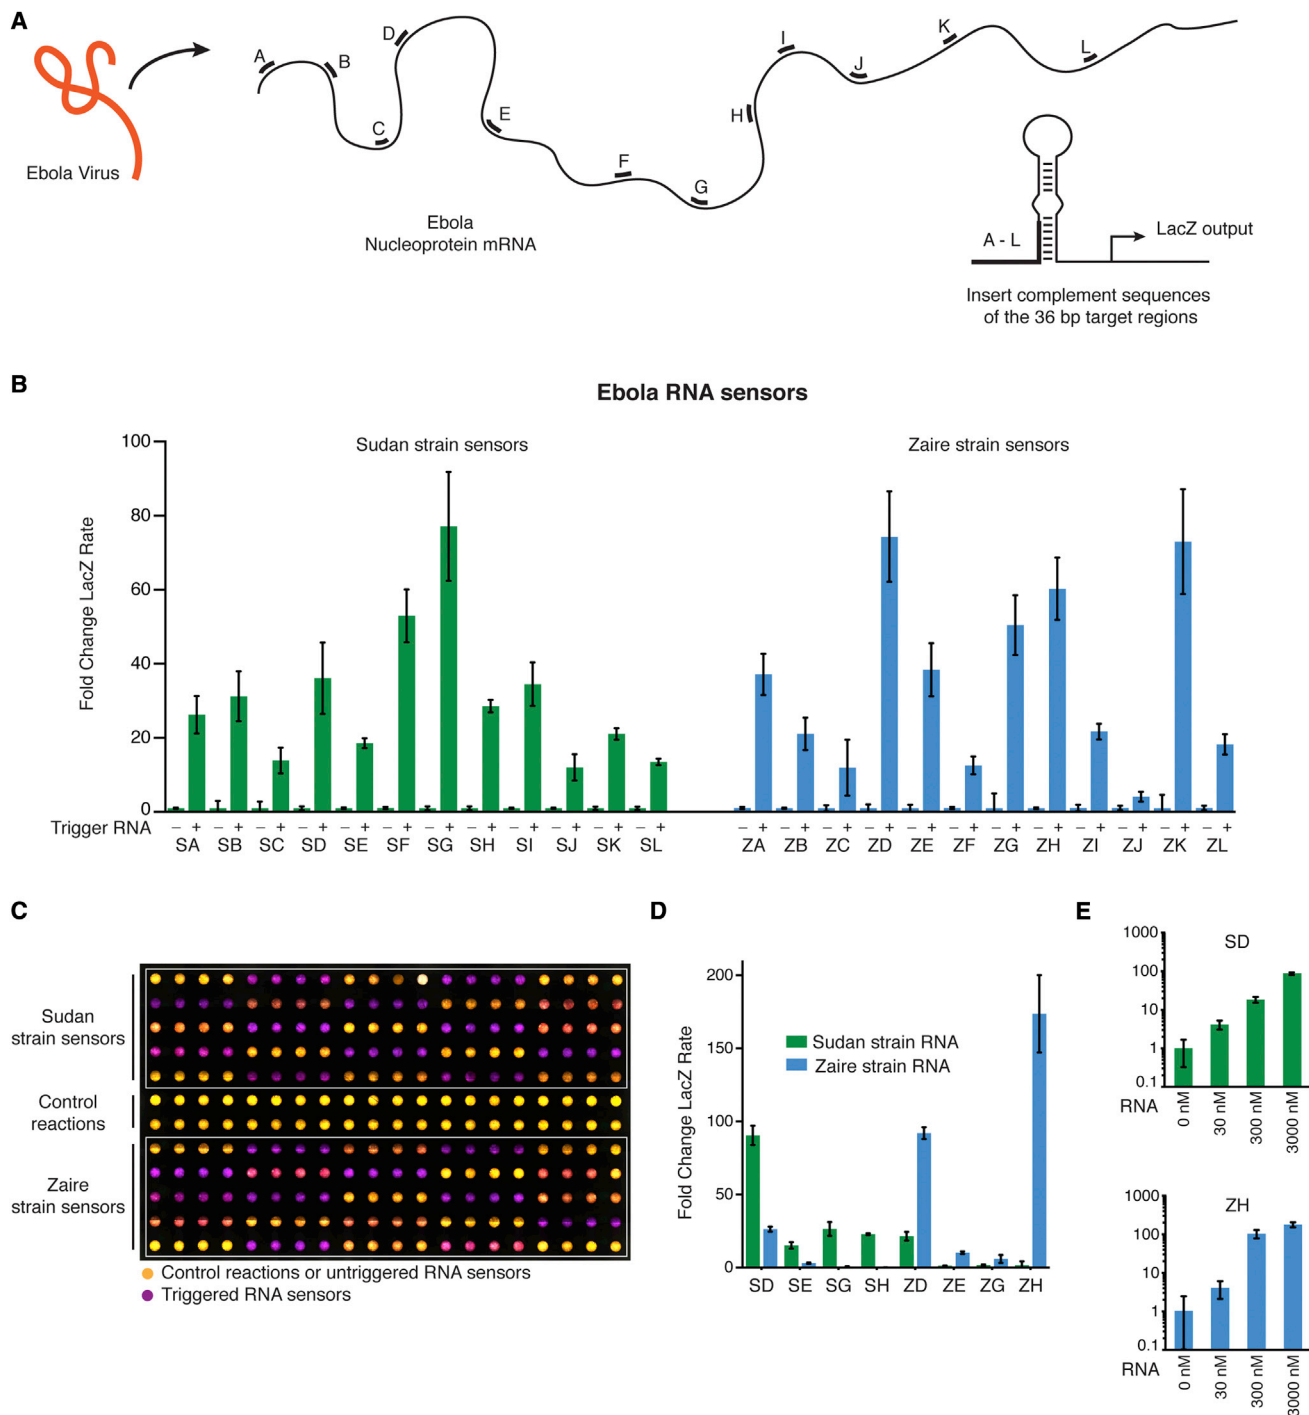 A
Ebola Virus
A
B
C
D
E
F
G
H
I
J
K
L
Ebola
Nucleoprotein mRNA
A - L
LacZ output
Insert complement sequences
of the 36 bp target regions
B
Ebola RNA sensors
Sudan strain sensors
Zaire strain sensors
Fold Change LacZ Rate
100
80
60
40
20
0
Trigger RNA
– + – + – + – + – + – + – + – + – + – + – + – +
– + – + – + – + – + – + – + – + – + – + – + – +
SA SB SC SD SE SF SG SH SI SJ SK SL
ZA ZB ZC ZD ZE ZF ZG ZH ZI ZJ ZK ZL
C
Sudan
strain sensors
Control
reactions
Zaire
strain sensors
Control reactions or untriggered RNA sensors
Triggered RNA sensors
D
Fold Change LacZ Rate
200
150
100
50
0
Sudan strain RNA
Zaire strain RNA
SD SE SG SH ZD ZE ZG ZH
E
SD
1000
100
10
1
0.1
RNA
0 nM
30 nM
300 nM
3000 nM
ZH
1000
100
10
1
0.1
RNA
0 nM
30 nM
300 nM
3000 nM